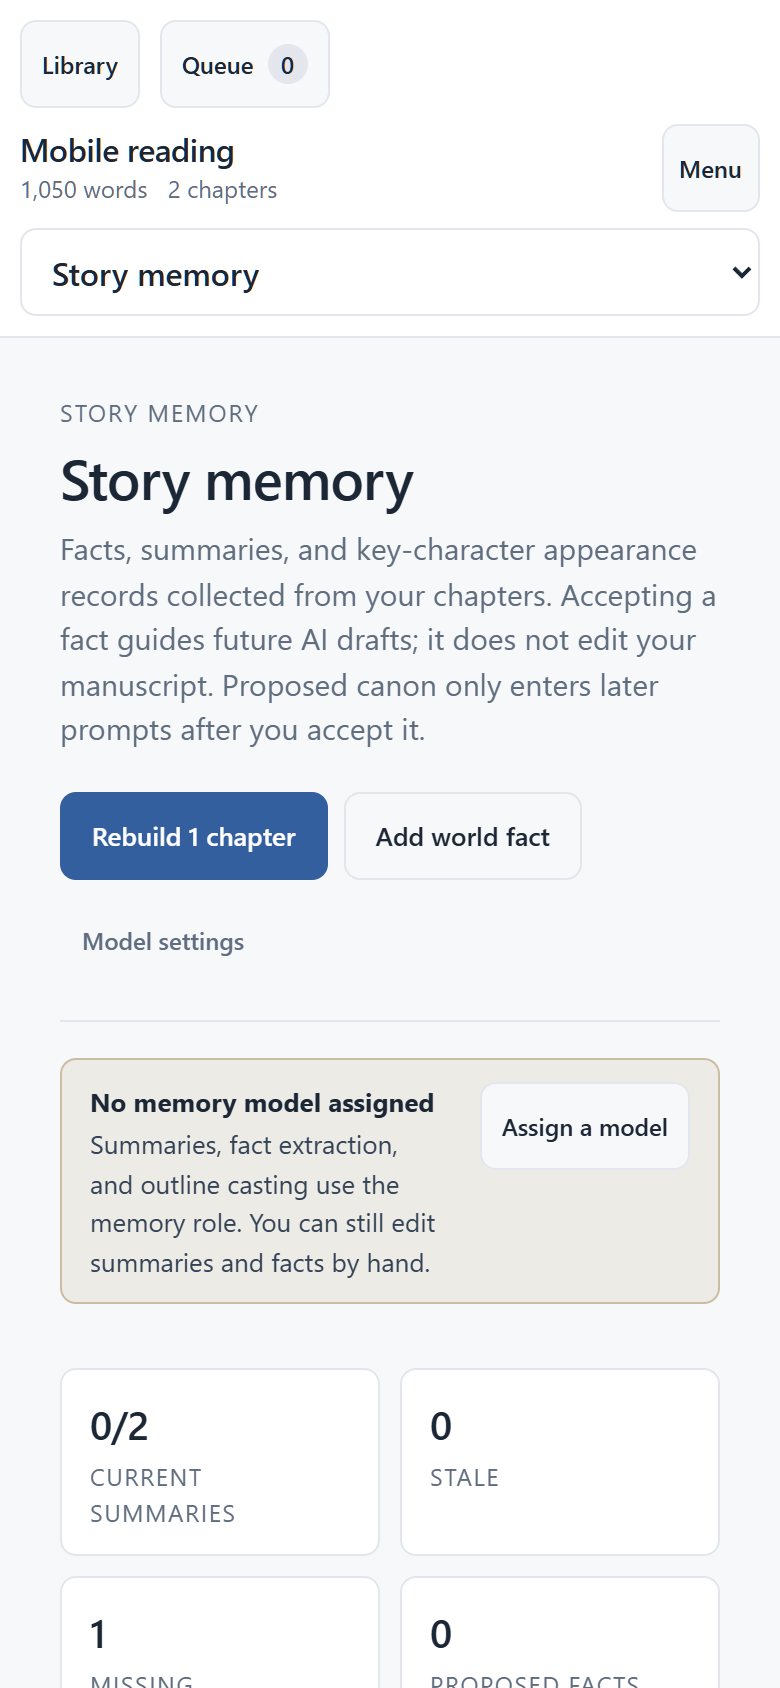 Library
Queue 0
Mobile reading
1,050 words 2 chapters
Menu
Story memory
STORY MEMORY
Story memory
Facts, summaries, and key-character appearance
records collected from your chapters. Accepting a
fact guides future AI drafts; it does not edit your
manuscript. Proposed canon only enters later
prompts after you accept it.
Rebuild 1 chapter
Add world fact
Model settings
No memory model assigned
Summaries, fact extraction,
and outline casting use the
memory role. You can still edit
summaries and facts by hand.
Assign a model
0/2
CURRENT
SUMMARIES
0
STALE
1
MISSING
0
PROPOSED FACTS